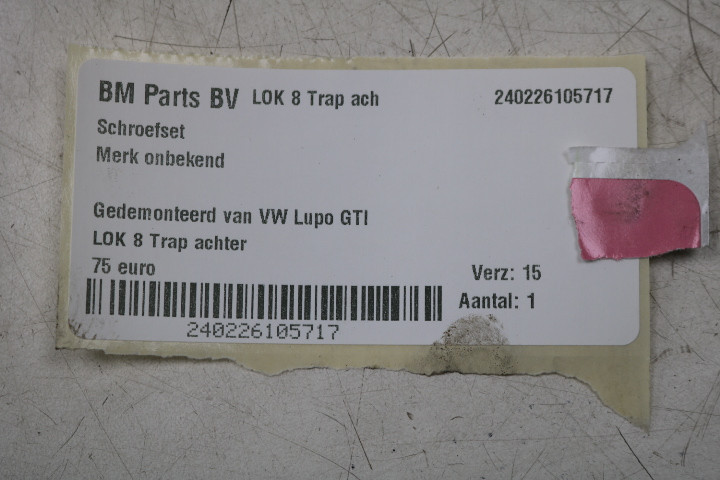 BM Parts BV LOK 8 Trap ach 240226105717
Schroefset
Merk onbekend
Gedemonteerd van VW Lupo GTI
LOK 8 Trap achter
75 euro Verz: 15
Aantal: 1
240226105717